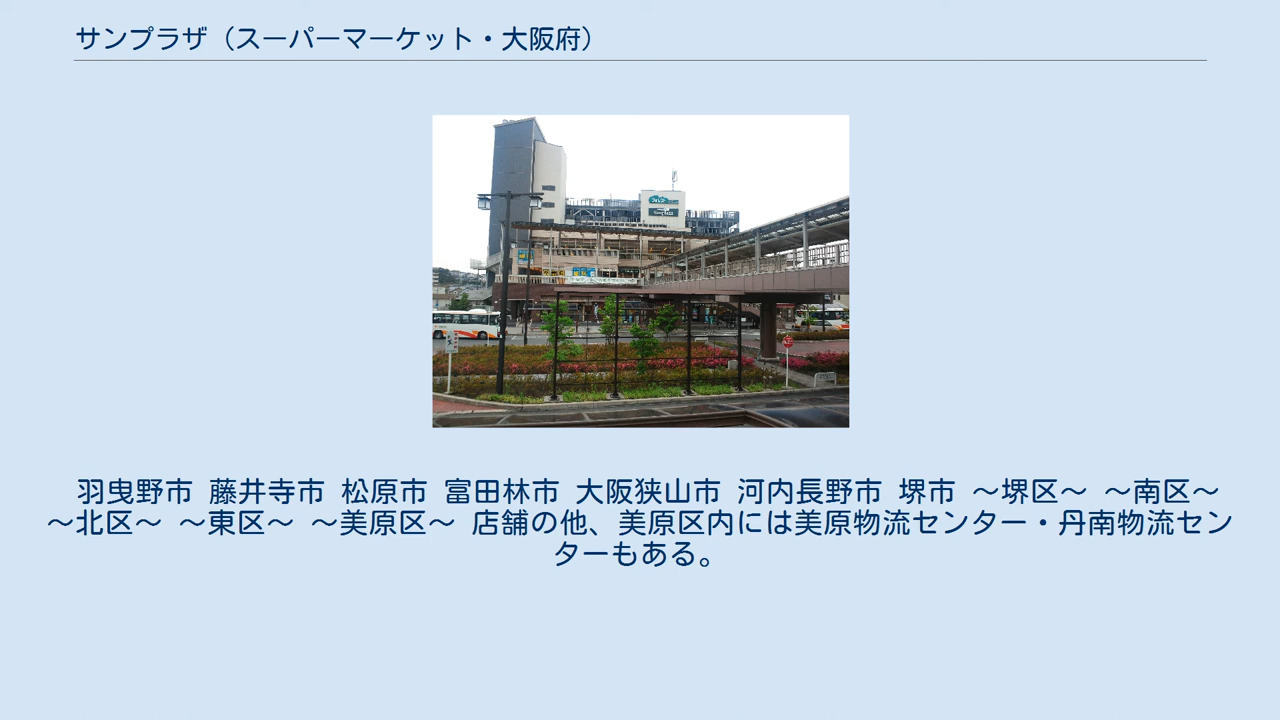 サンプラザ（スーパーマーケット・大阪府）
羽曳野市 藤井寺市 松原市 富田林市 大阪狭山市 河内長野市 堺市 ～堺区～ ～南区～
～北区～ ～東区～ ～美原区～ 店舗の他、美原区内には美原物流センター・丹南物流セン
ターもある。